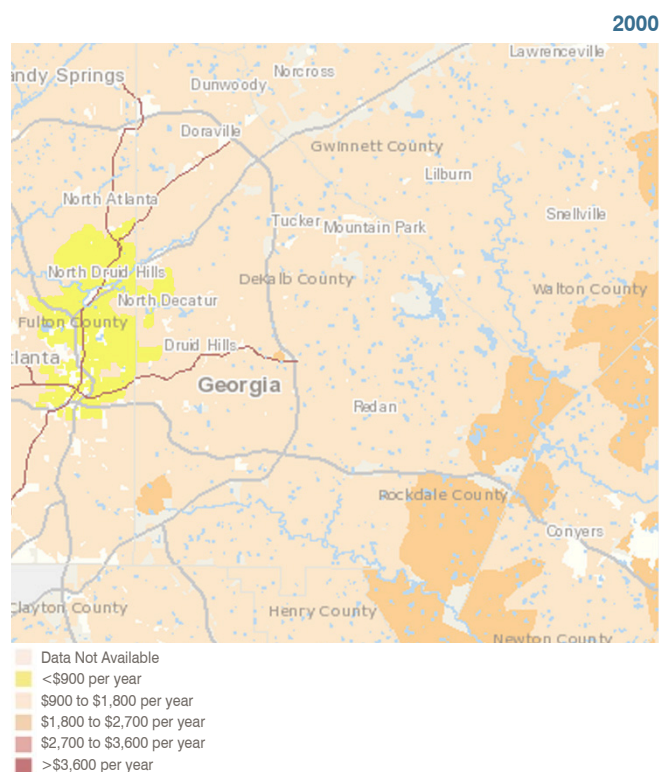 2000
Lawrenceville
andy Springs
Norcross
Dunwoody
Doraville
Gwinnett County
Lilburn
North Atlanta
Snellville
Tucker
Mountain Park
North Druid Hills
DeKalb County
Walton County
North Decatur
Fulton County
tlanta
Druid Hills
Georgia
Redan
Rockdale County
Conyers
Clayton County
Henry County
Newton County
Data Not Available
<$900 per year
$900 to $1,800 per year
$1,800 to $2,700 per year
$2,700 to $3,600 per year
>$3,600 per year